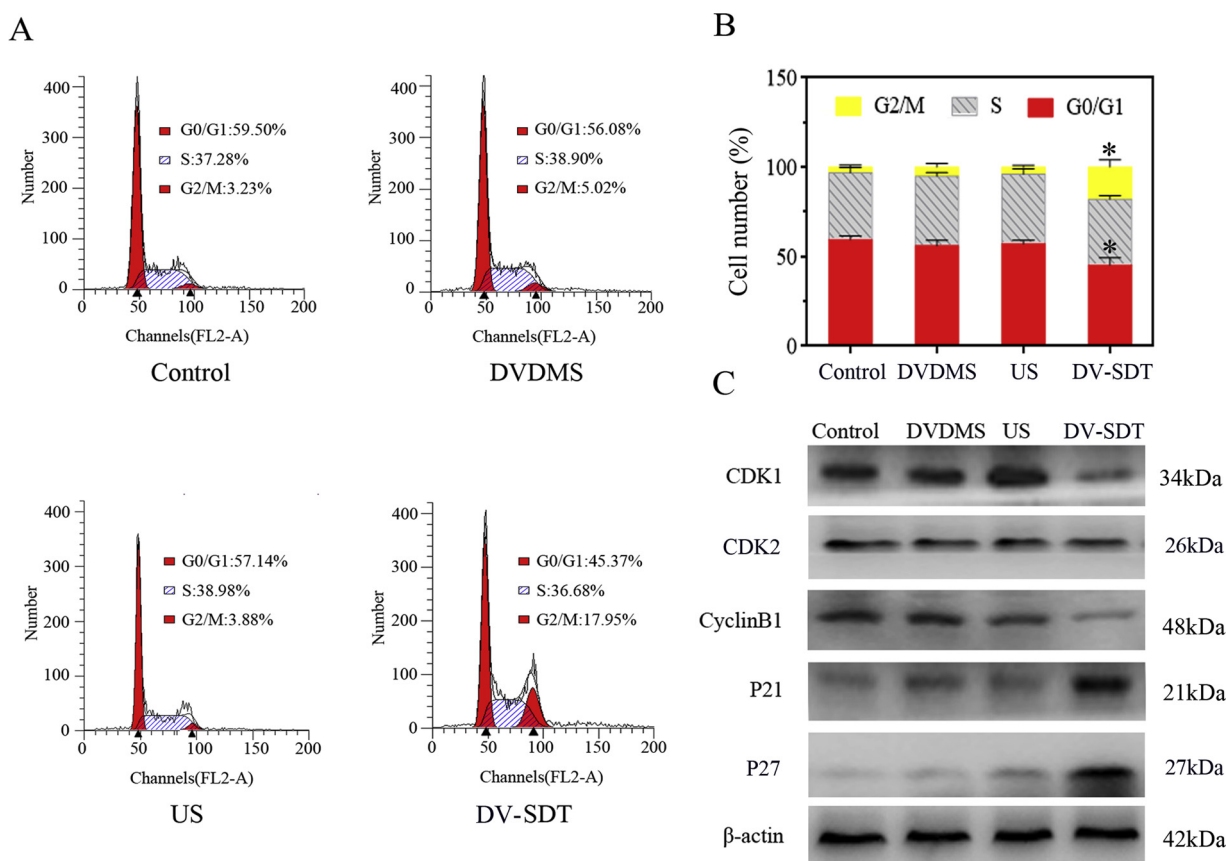 A
400
300
200
100
0
Number
G0/G1:59.50%
S:37.28%
G2/M:3.23%
0 50 100 150 200
Channels(FL2-A)
Control
400
300
200
100
0
Number
G0/G1:56.08%
S:38.90%
G2/M:5.02%
0 50 100 150 200
Channels(FL2-A)
DVDMS
400
300
200
100
0
Number
G0/G1:57.14%
S:38.98%
G2/M:3.88%
0 50 100 200
Channels(FL2-A)
US
400
300
200
100
0
Number
G0/G1:45.37%
S:36.68%
G2/M:17.95%
0 50 100 150 200
Channels(FL2-A)
DV-SDT
B
150
100
50
0
Cell number (%)
G2/M S G0/G1
*
*
Control DVDMS US DV-SDT
C
Control DVDMS US DV-SDT
CDK1 34kDa
CDK2 26kDa
CyclinB1 48kDa
P21 21kDa
P27 27kDa
β-actin 42kDa